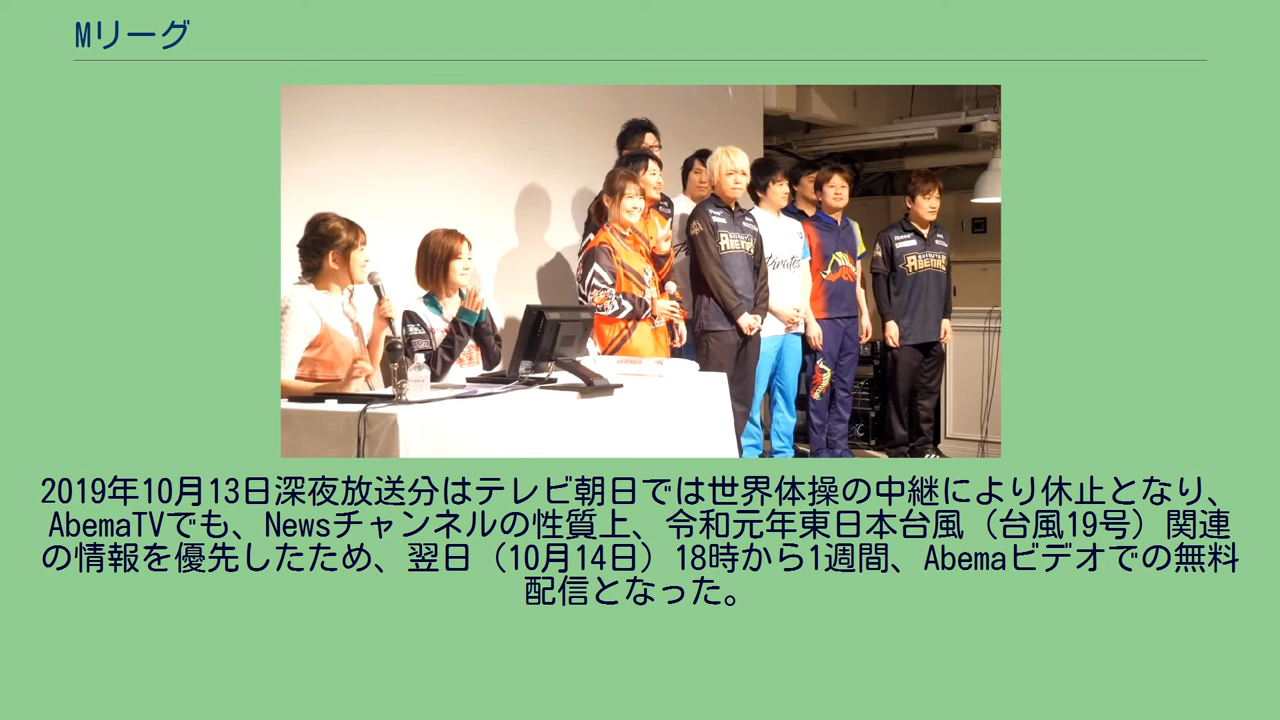 Mリーグ
SHIBUYA
ABEMAS
Pirates
ABEMAS
2019年10月13日深夜放送分はテレビ朝日では世界体操の中継により休止となり、
AbemaTVでも、Newsチャンネルの性質上、令和元年東日本台風（台風19号）関連
の情報を優先したため、翌日（10月14日）18時から1週間、Abemaビデオでの無料
配信となった。